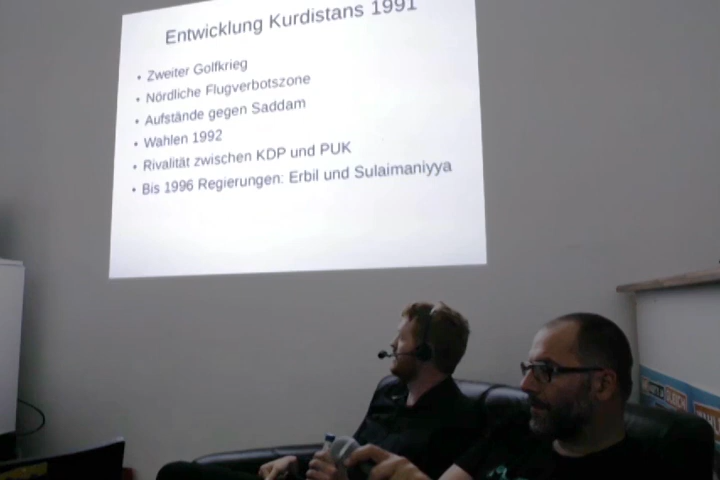 Entwicklung Kurdistans 1991
• Zweiter Golfkrieg
• Nördliche Flugverbotszone
• Aufstände gegen Saddam
• Wahlen 1992
• Rivalität zwischen KDP und PUK
• Bis 1996 Regierungen: Erbil und Sulaimaniyya